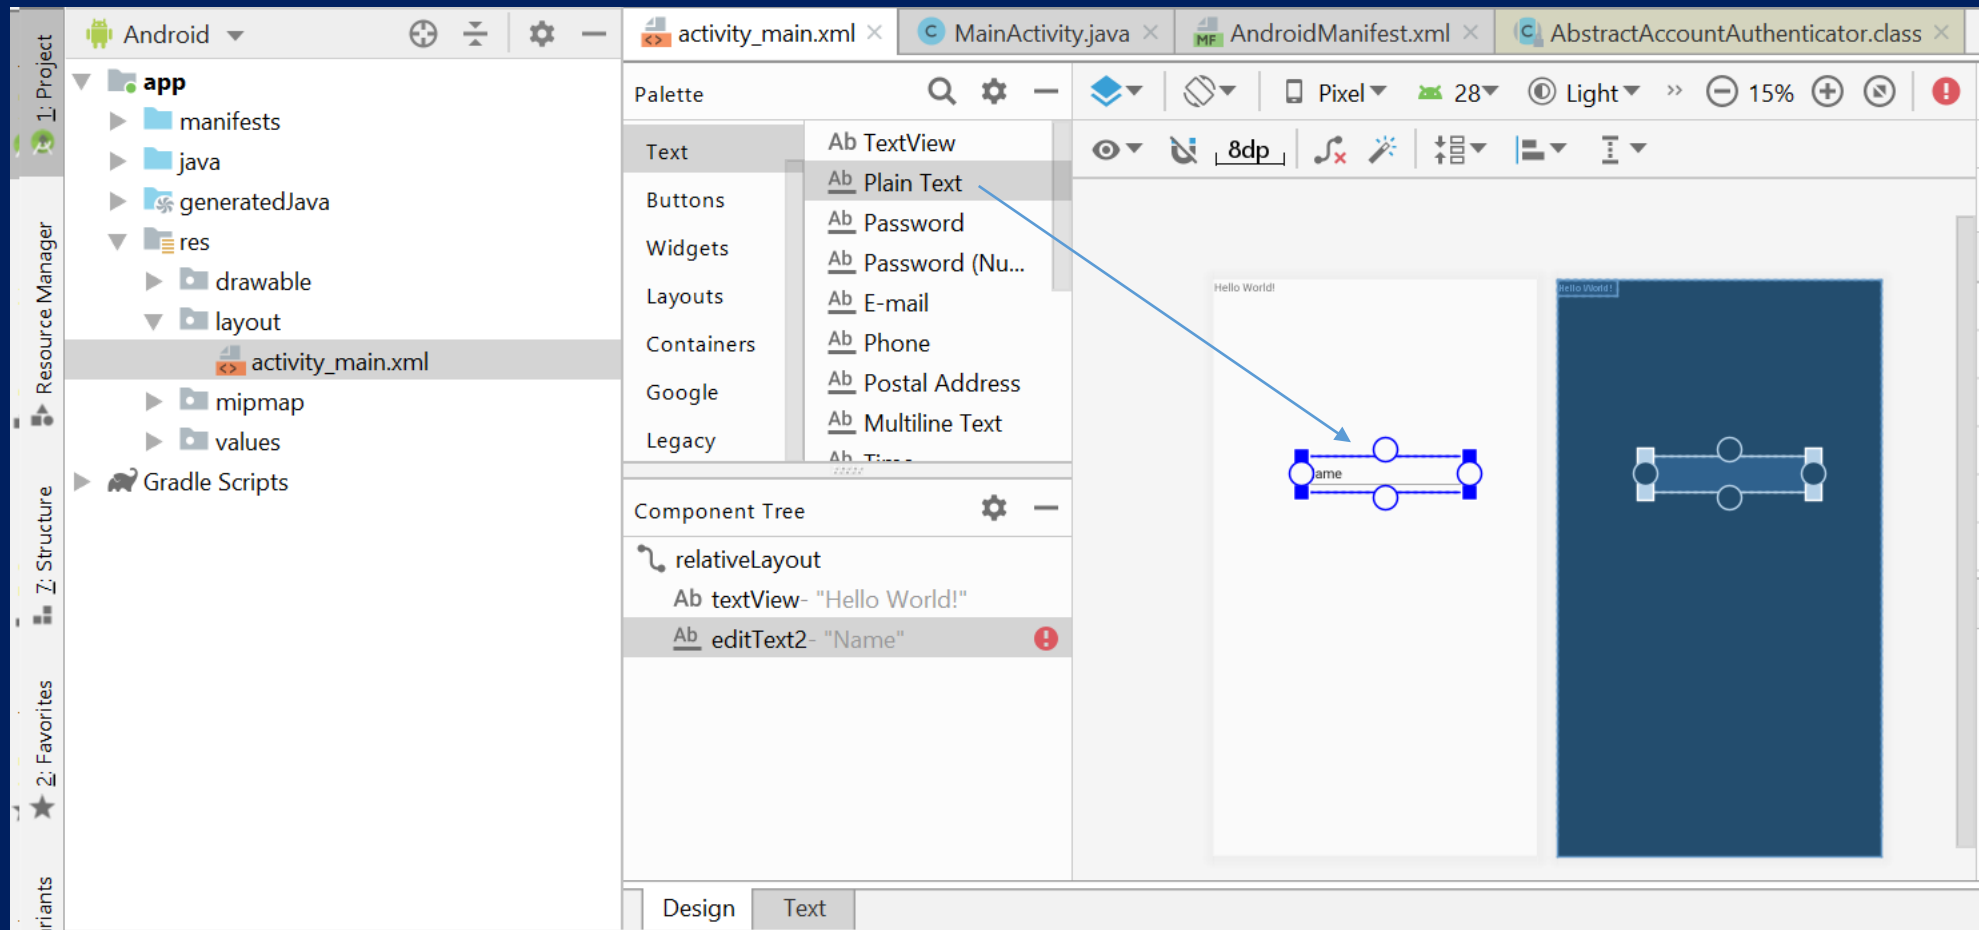 1: Project
Resource Manager
7: Structure
2: Favorites
Android
app
manifests
java
generatedJava
res
drawable
layout
activity_main.xml
mipmap
values
Gradle Scripts
activity_main.xml
MainActivity.java
MF
AndroidManifest.xml
AbstractAccountAuthenticator.class
Palette
Text
Buttons
Widgets
Layouts
Containers
Google
Legacy
Ab TextView
Ab Plain Text
Ab Password
Ab Password (Nu...
Ab E-mail
Ab Phone
Ab Postal Address
Ab Multiline Text
Component Tree
relativeLayout
Ab textView- "Hello World!"
Ab editText2- "Name"
Pixel
28
Light
15%
8dp
Hello World!
ame
Hello World!
Design
Text